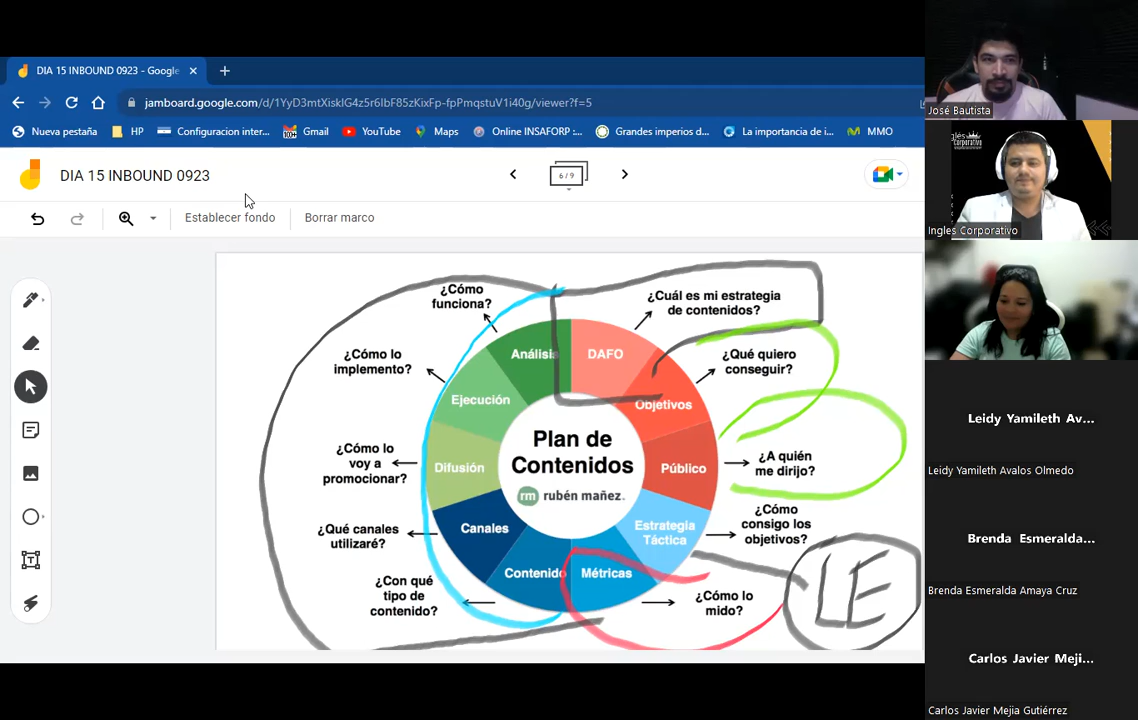 DIA 15 INBOUND 0923 - Google
jamboard.google.com/d/1YyD3mtXiskIG4z5r6IbF85zKixFp-fpPmqstuV1i40g/viewer?f=5
Nueva pestaña
HP
Configuracion inter...
100+
Gmail
YouTube
Maps
Online INSAFORP :...
Grandes imperios d...
La importancia de i...
MMO
DIA 15 INBOUND 0923
6 / 9
Establecer fondo
Borrar marco
¿Cómo
funciona?
¿Cuál es mi estrategia
de contenidos?
¿Cómo lo
implemento?
Análisis
DAFO
¿Qué quiero
conseguir?
Ejecución
Objetivos
¿Cómo lo
voy a
promocionar?
Difusión
Plan de
Contenidos
rm rubén mañez.
Público
¿A quién
me dirijo?
¿Qué canales
utilizaré?
Canales
Estrategia
Táctica
¿Cómo
consigo los
objetivos?
¿Con qué
tipo de
contenido?
Contenido
Métricas
¿Cómo lo
mido?
LE
José Bautista
Inglés
Corporativo
Ingles Corporativo
Leidy Yamileth Av...
Leidy Yamileth Avalos Olmedo
Brenda Esmeralda...
Brenda Esmeralda Amaya Cruz
Carlos Javier Meji...
Carlos Javier Mejia Gutiérrez